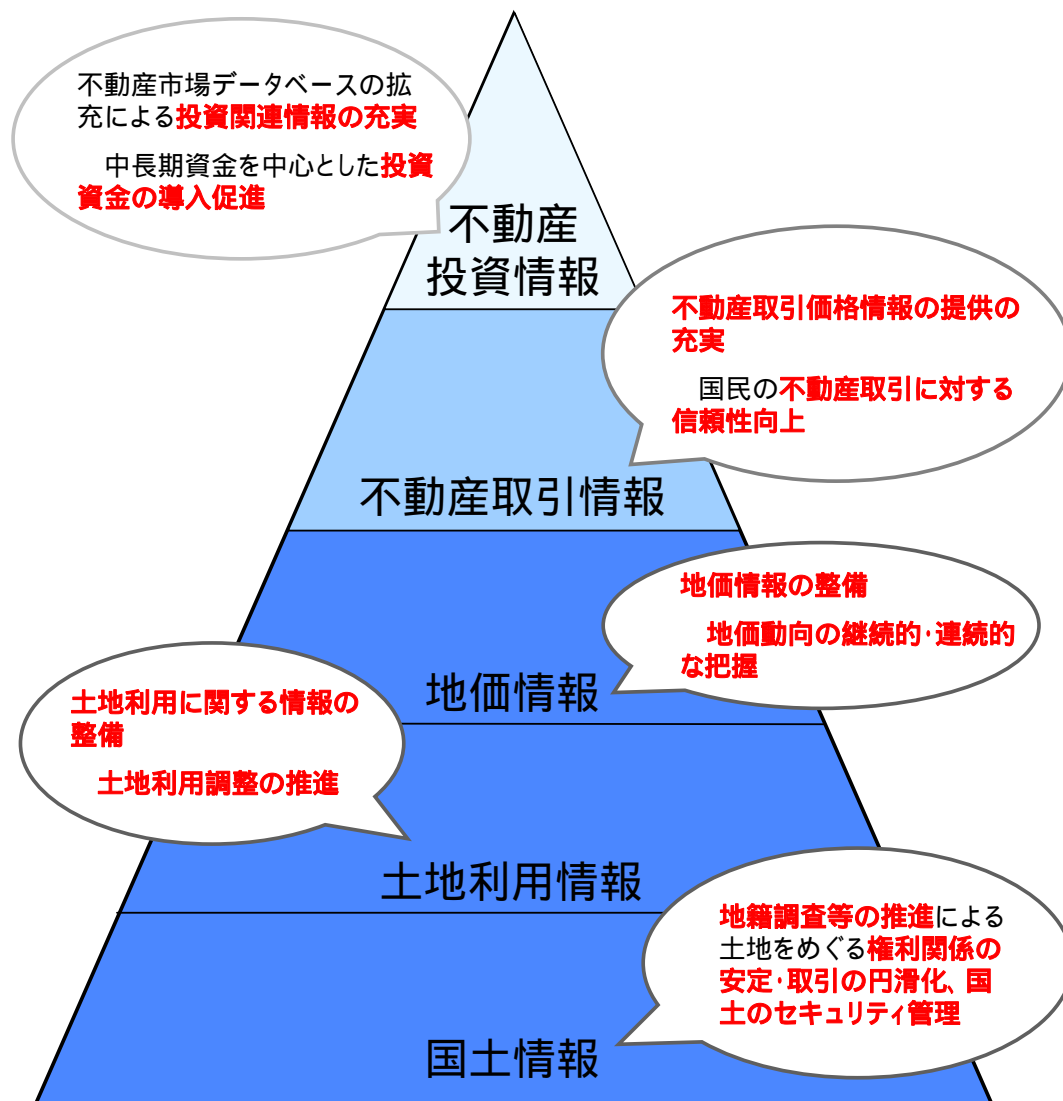 不動産市場データベースの拡
充による投資関連情報の充実
中長期資金を中心とした投資
資金の導入促進
不動産
投資情報
不動産取引価格情報の提供の
充実
国民の不動産取引に対する
信頼性向上
不動産取引情報
地価情報の整備
地価動向の継続的・連続的
な把握
地価情報
土地利用に関する情報の
整備
土地利用調整の推進
土地利用情報
地籍調査等の推進による
土地をめぐる権利関係の
安定・取引の円滑化、国
土のセキュリティ管理
国土情報